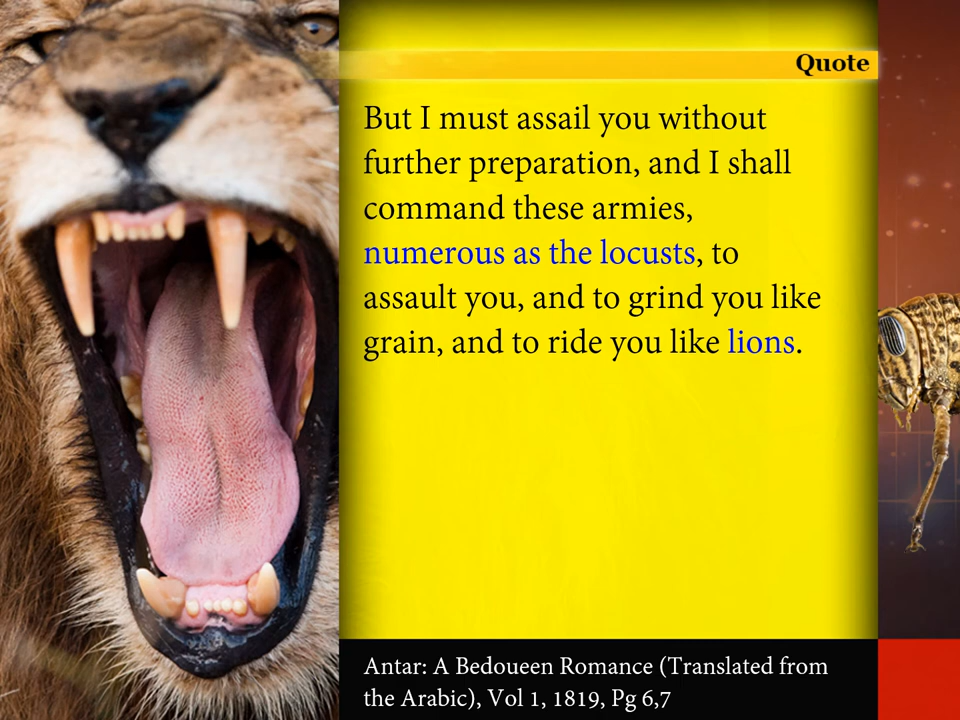 Quote
But I must assail you without
further preparation, and I shall
command these armies,
numerous as the locusts, to
assault you, and to grind you like
grain, and to ride you like lions.
Antar: A Bedoueen Romance (Translated from
the Arabic), Vol 1, 1819, Pg 6,7